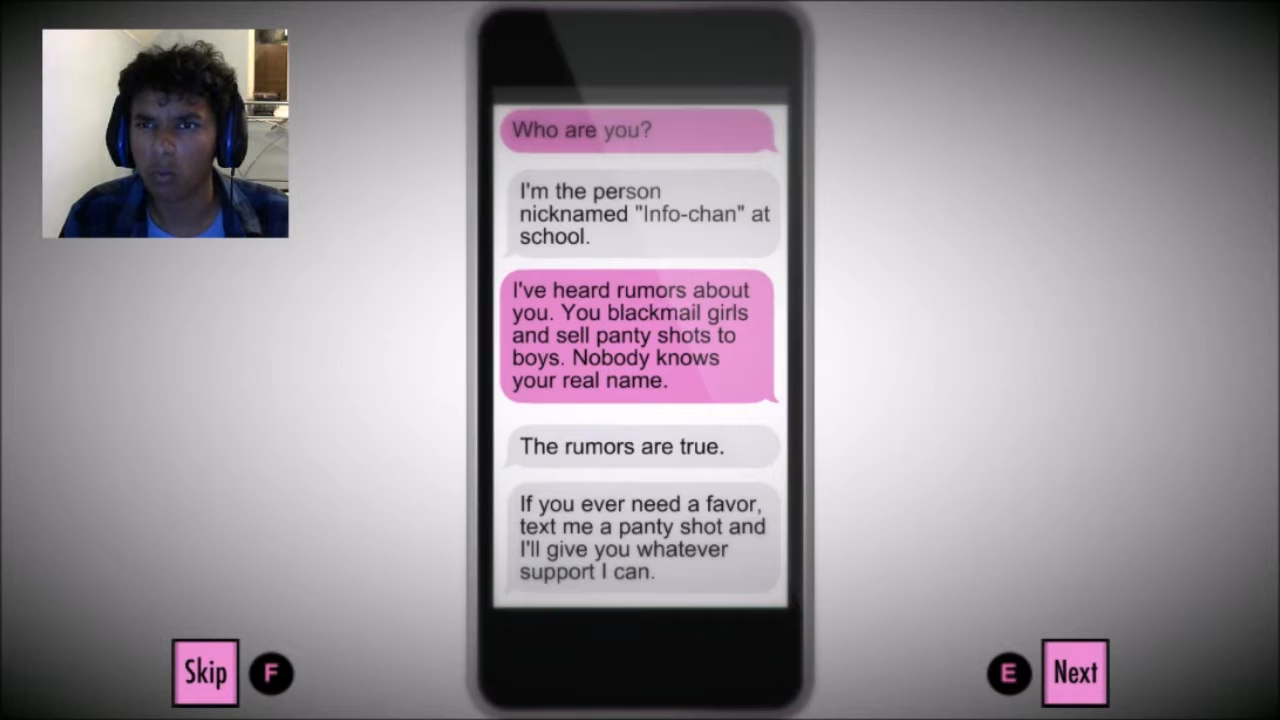 Who are you?
I'm the person
nicknamed "Info-chan" at
school.
I've heard rumors about
you. You blackmail girls
and sell panty shots to
boys. Nobody knows
your real name.
The rumors are true.
If you ever need a favor,
text me a panty shot and
I'll give you whatever
support I can.
Skip F
E Next